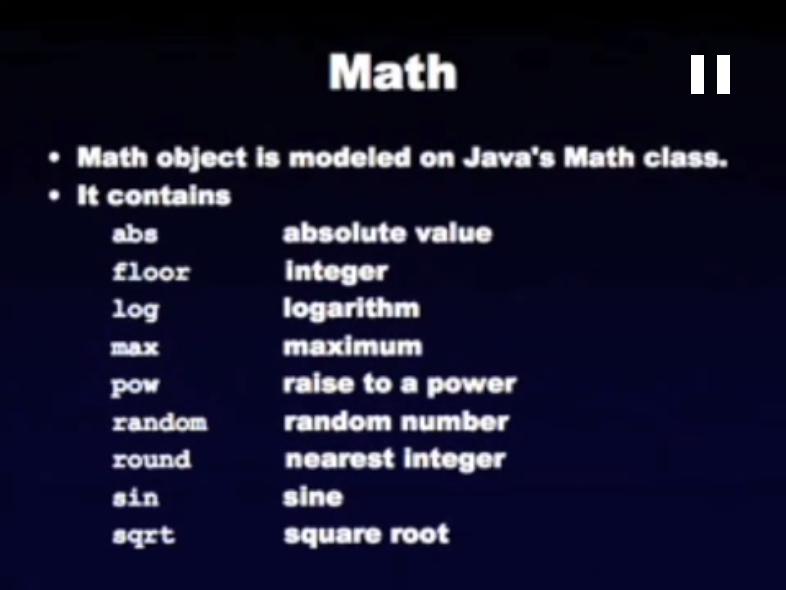 Math
• Math object is modeled on Java's Math class.
• It contains
abs absolute value
floor integer
log logarithm
max maximum
pow raise to a power
random random number
round nearest integer
sin sine
sqrt square root